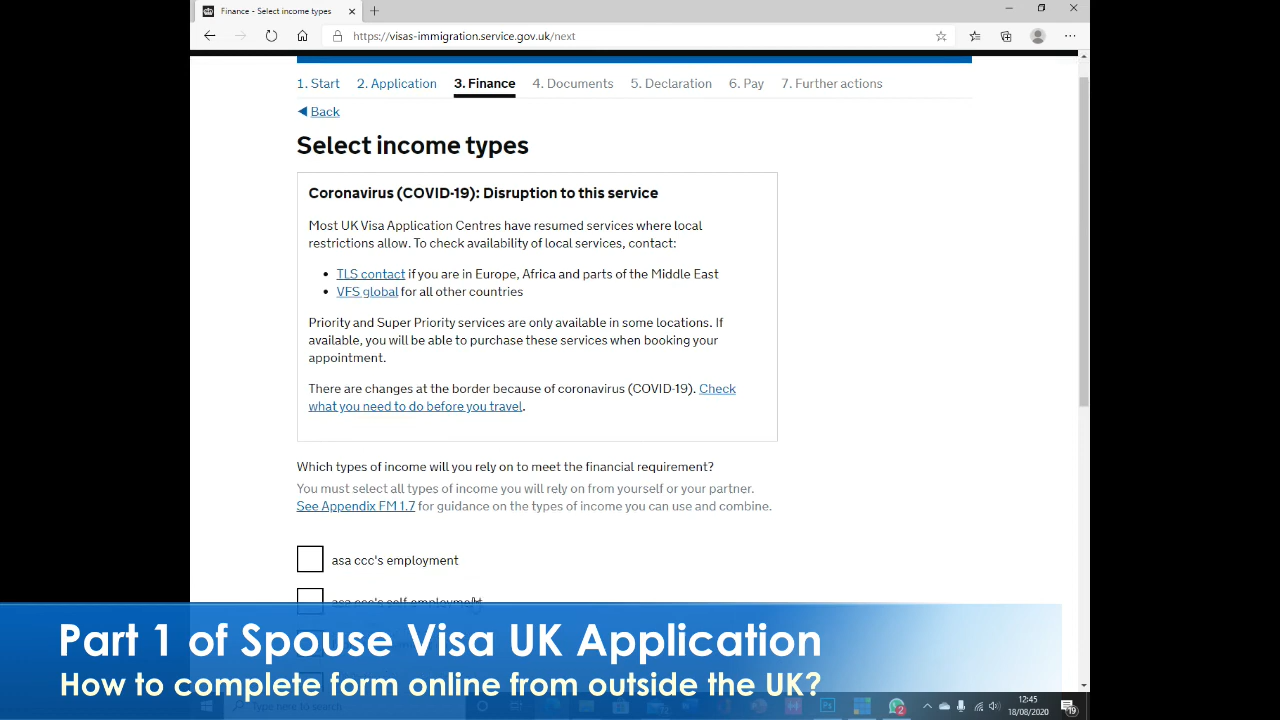 Finance - Select income types
https://visas-immigration.service.gov.uk/next
1. Start 2. Application 3. Finance 4. Documents 5. Declaration 6. Pay 7. Further actions
Back
Select income types
Coronavirus (COVID-19): Disruption to this service
Most UK Visa Application Centres have resumed services where local
restrictions allow. To check availability of local services, contact:
• TLS contact if you are in Europe, Africa and parts of the Middle East
• VFS global for all other countries
Priority and Super Priority services are only available in some locations. If
available, you will be able to purchase these services when booking your
appointment.
There are changes at the border because of coronavirus (COVID-19). Check
what you need to do before you travel.
Which types of income will you rely on to meet the financial requirement?
You must select all types of income you will rely on from yourself or your partner.
See Appendix FM 1.7 for guidance on the types of income you can use and combine.
asa ccc's employment
asa ccc's self-employment
Part 1 of Spouse Visa UK Application
How to complete form online from outside the UK?
Type here to search
2
12:45
18/08/2020
19